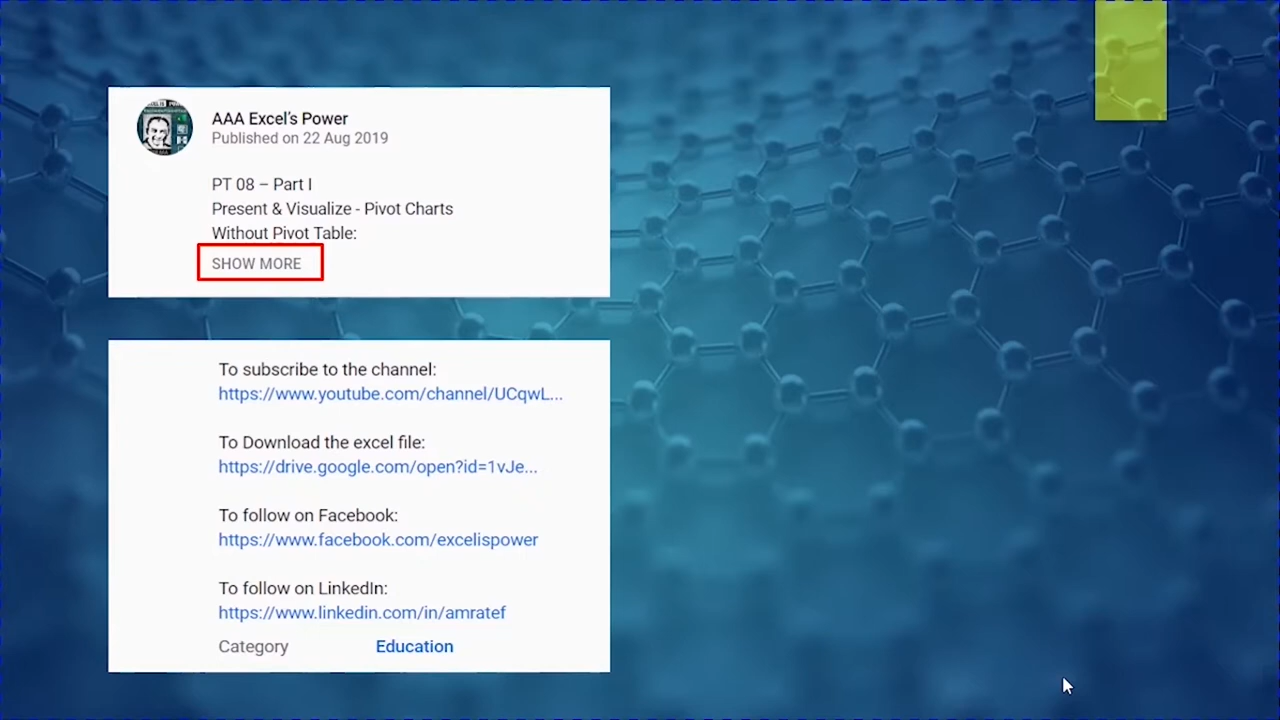 AAA Excel's Power
Published on 22 Aug 2019
PT 08 – Part I
Present & Visualize - Pivot Charts
Without Pivot Table:
SHOW MORE
To subscribe to the channel:
https://www.youtube.com/channel/UCqwL...
To Download the excel file:
https://drive.google.com/open?id=1vJe...
To follow on Facebook:
https://www.facebook.com/excelispower
To follow on LinkedIn:
https://www.linkedin.com/in/amratef
Category Education